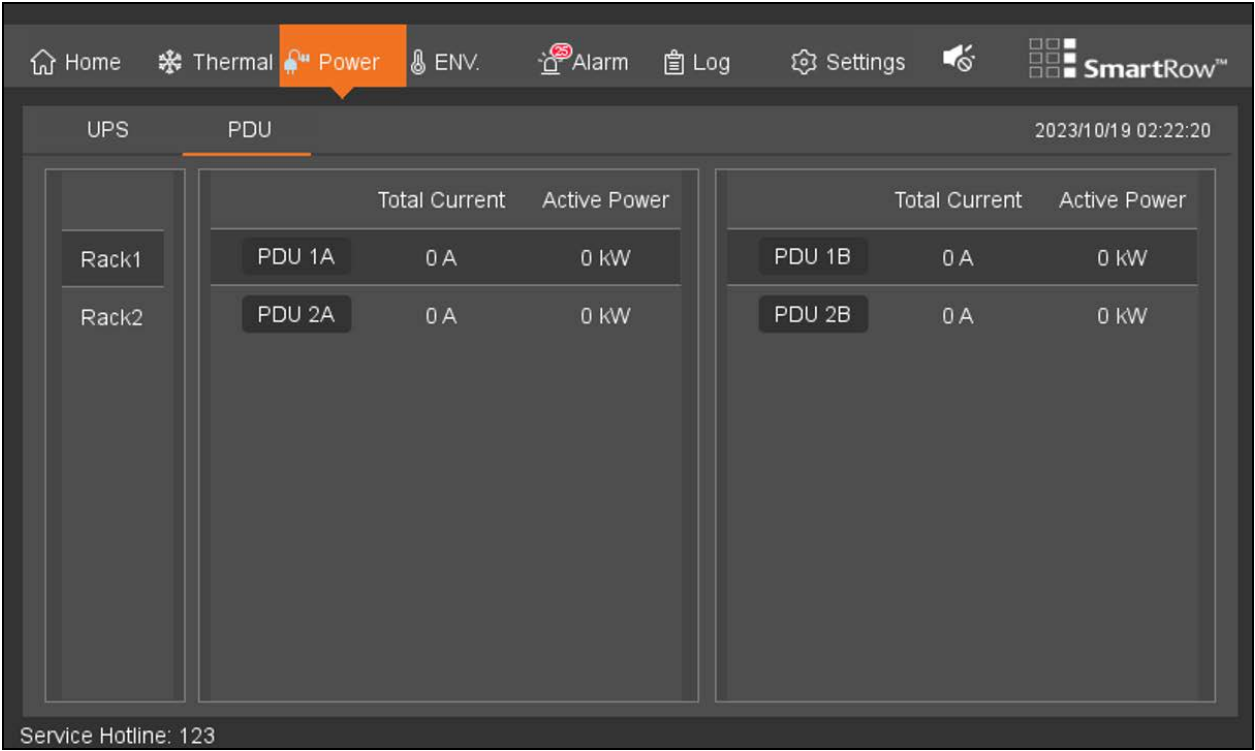 Home Thermal Power ENV. 25 Alarm Log Settings SmartRow™
UPS PDU 2023/10/19 02:22:20
Total Current Active Power Total Current Active Power
Rack1 PDU 1A 0 A 0 kW PDU 1B 0 A 0 kW
Rack2 PDU 2A 0 A 0 kW PDU 2B 0 A 0 kW
Service Hotline: 123